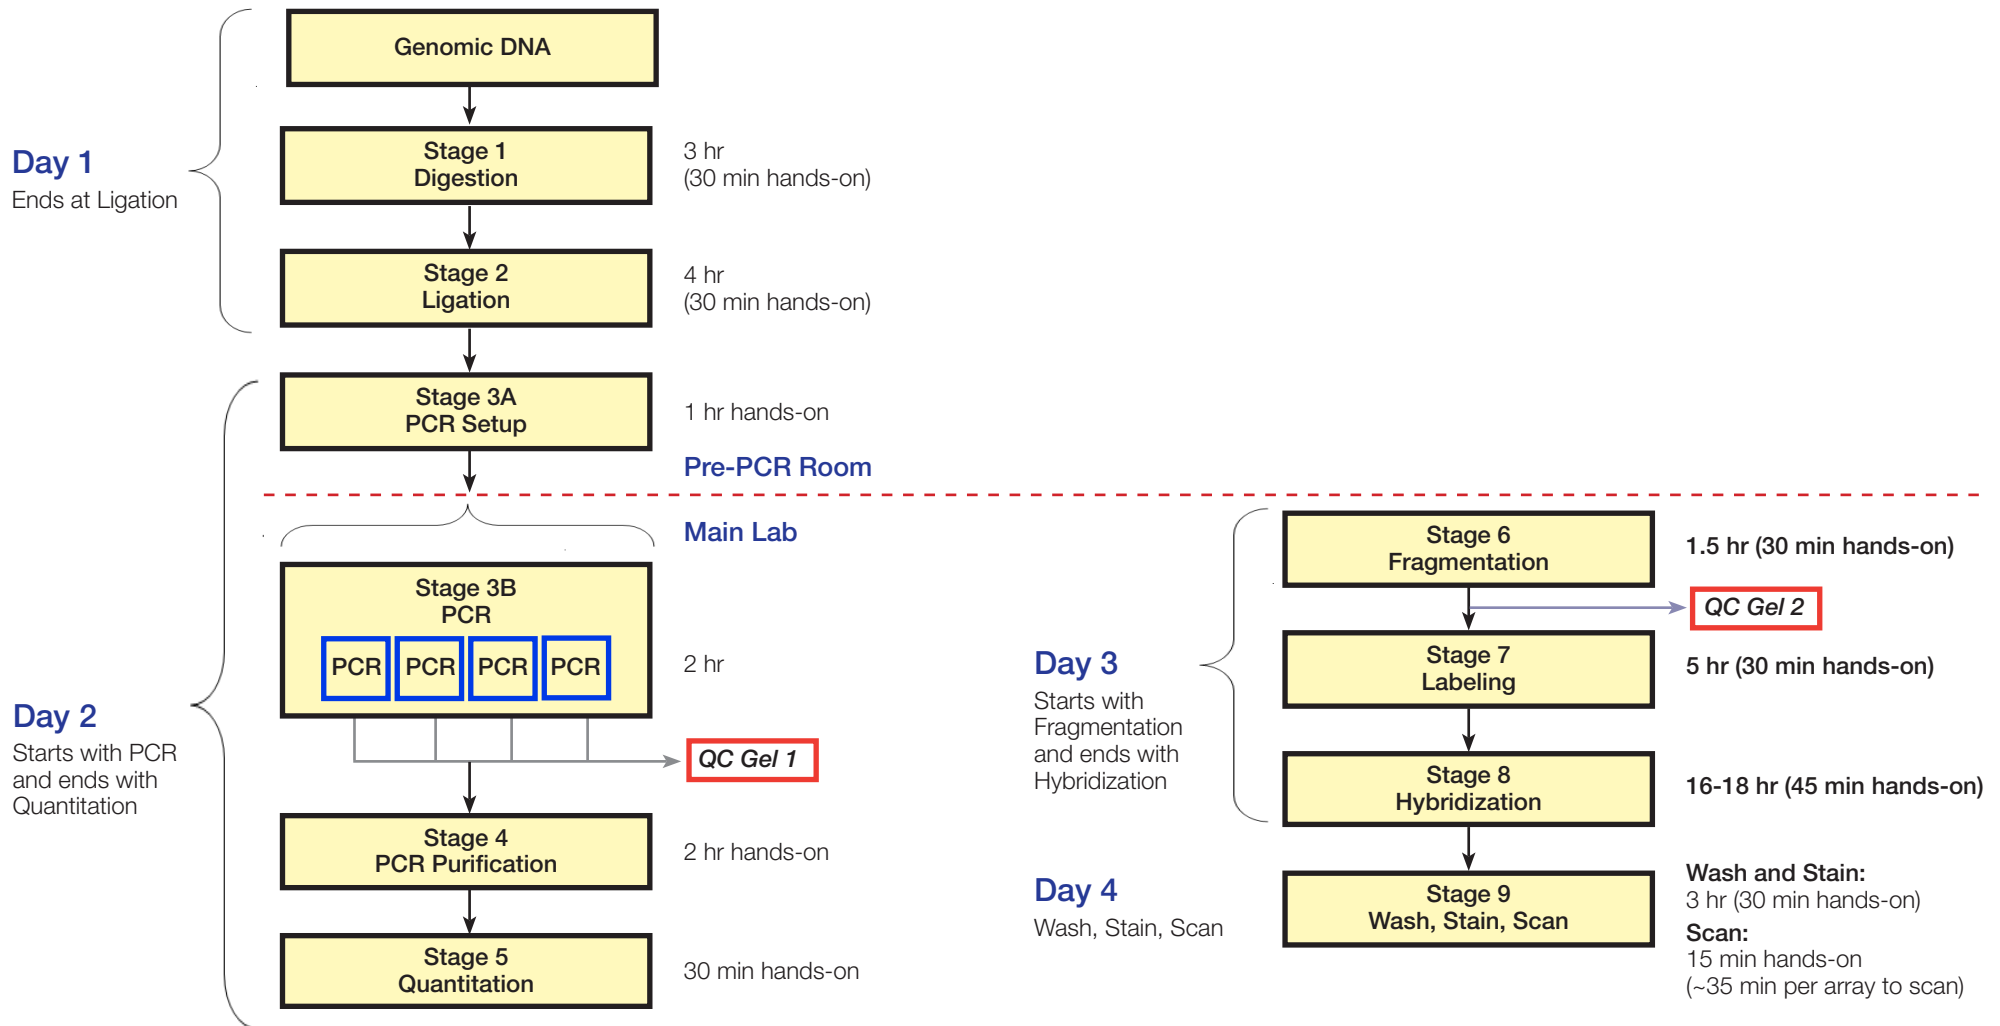 Genomic DNA
Day 1
Ends at Ligation
Stage 1
Digestion
3 hr
(30 min hands-on)
Stage 2
Ligation
4 hr
(30 min hands-on)
Stage 3A
PCR Setup
1 hr hands-on
Pre-PCR Room
Main Lab
Day 2
Starts with PCR
and ends with
Quantitation
Stage 3B
PCR
PCR PCR PCR PCR
2 hr
QC Gel 1
Stage 4
PCR Purification
2 hr hands-on
Stage 5
Quantitation
30 min hands-on
Day 3
Starts with
Fragmentation
and ends with
Hybridization
Stage 6
Fragmentation
1.5 hr (30 min hands-on)
QC Gel 2
Stage 7
Labeling
5 hr (30 min hands-on)
Stage 8
Hybridization
16-18 hr (45 min hands-on)
Day 4
Wash, Stain, Scan
Stage 9
Wash, Stain, Scan
Wash and Stain:
3 hr (30 min hands-on)
Scan:
15 min hands-on
(~35 min per array to scan)